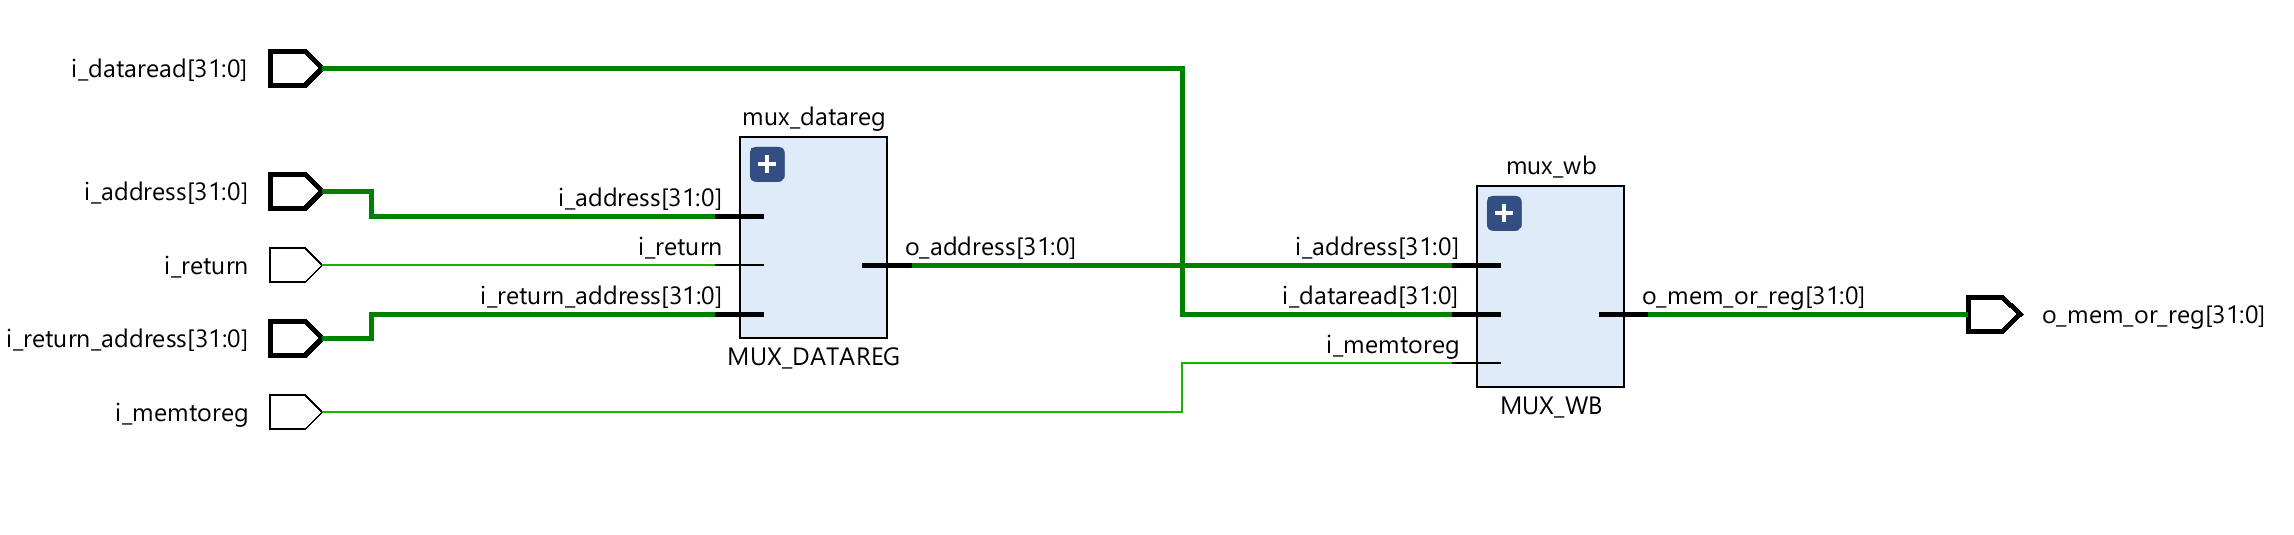 i_dataread[31:0]
i_address[31:0]
i_return
i_return_address[31:0]
i_memtoreg
mux_datareg
i_address[31:0]
i_return
i_return_address[31:0]
o_address[31:0]
MUX_DATAREG
mux_wb
i_address[31:0]
i_dataread[31:0]
i_memtoreg
o_mem_or_reg[31:0]
MUX_WB
o_mem_or_reg[31:0]